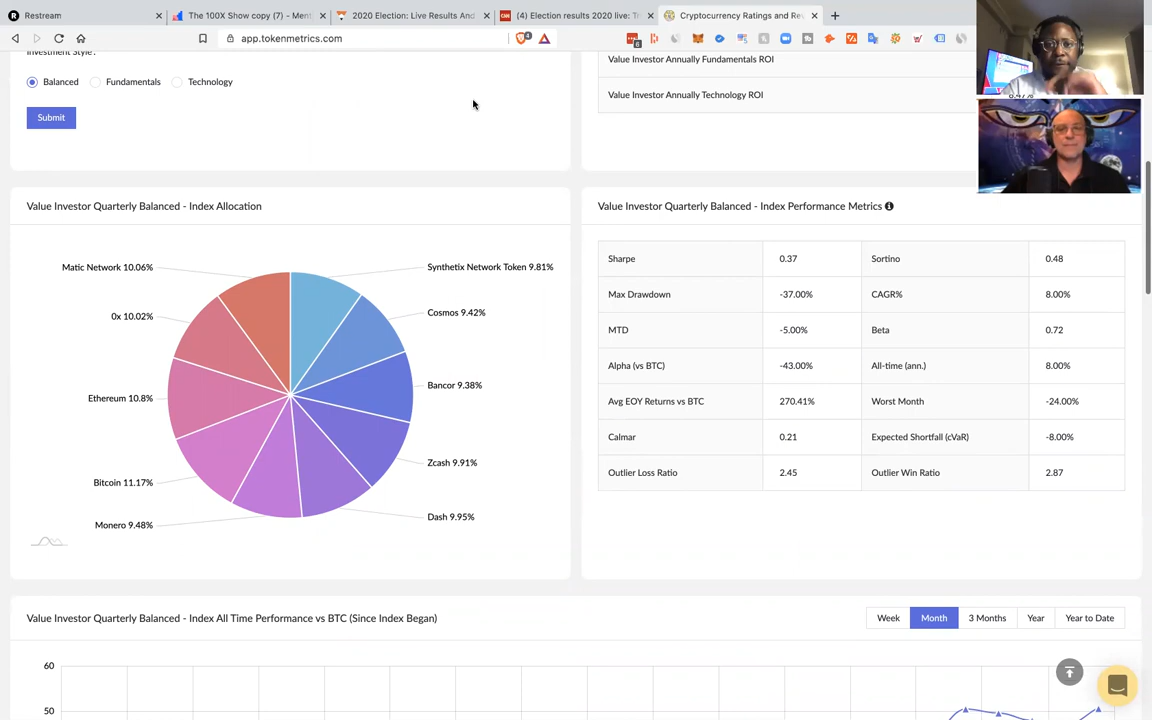 Restream
The 100X Show copy (7) - Ment
2020 Election: Live Results And
(4) Election results 2020 live: Tr
Cryptocurrency Ratings and Re
app.tokenmetrics.com
Investment Style?
Balanced
Fundamentals
Technology
Submit
Value Investor Annually Fundamentals ROI
Value Investor Annually Technology ROI
Value Investor Quarterly Balanced - Index Allocation
Matic Network 10.06%
Synthetix Network Token 9.81%
0x 10.02%
Cosmos 9.42%
Ethereum 10.8%
Bancor 9.38%
Bitcoin 11.17%
Zcash 9.91%
Monero 9.48%
Dash 9.95%
Value Investor Quarterly Balanced - Index Performance Metrics
Sharpe 0.37 Sortino 0.48
Max Drawdown -37.00% CAGR% 8.00%
MTD -5.00% Beta 0.72
Alpha (vs BTC) -43.00% All-time (ann.) 8.00%
Avg EOY Returns vs BTC 270.41% Worst Month -24.00%
Calmar 0.21 Expected Shortfall (cVaR) -8.00%
Outlier Loss Ratio 2.45 Outlier Win Ratio 2.87
Value Investor Quarterly Balanced - Index All Time Performance vs BTC (Since Index Began)
Week
Month
3 Months
Year
Year to Date
60
50